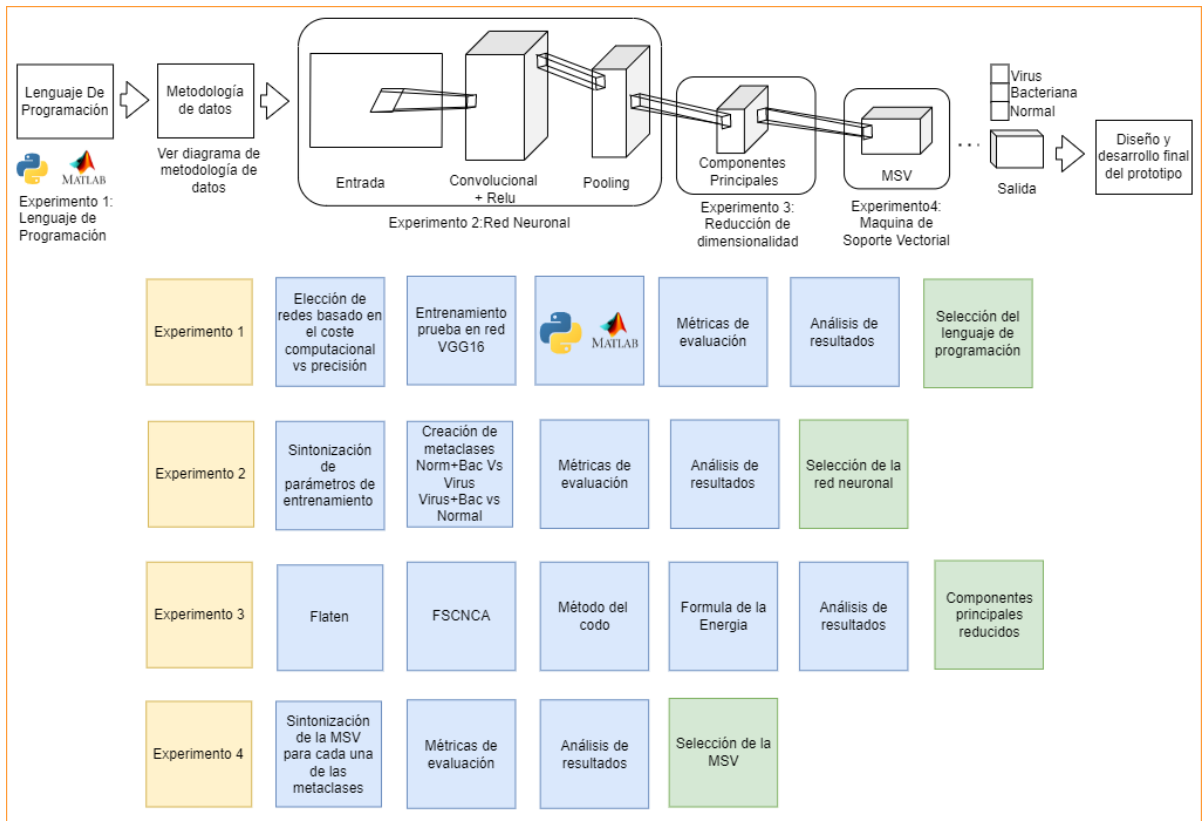 Lenguaje De
Programación
MATLAB
Experimento 1:
Lenguaje de
Programación
Metodología
de datos
Ver diagrama de
metodología de
datos
Entrada
Convolucional
+ Relu
Pooling
Experimento 2:Red Neuronal
Componentes
Principales
Experimento 3:
Reducción de
dimensionalidad
MSV
Experimento4:
Maquina de
Soporte Vectorial
...
Virus
Bacteriana
Normal
Salida
Diseño y
desarrollo final
del prototipo
Experimento 1
Elección de
redes basado en
el coste
computacional
vs precisión
Entrenamiento
prueba en red
VGG16
MATLAB
Métricas de
evaluación
Análisis de
resultados
Selección del
lenguaje de
programación
Experimento 2
Sintonización
de
parámetros de
entrenamiento
Creación de
metaclases
Norm+Bac Vs
Virus
Virus+Bac vs
Normal
Métricas de
evaluación
Análisis de
resultados
Selección de la
red neuronal
Experimento 3
Flaten
FSCNCA
Método del
codo
Formula de la
Energia
Análisis de
resultados
Componentes
principales
reducidos
Experimento 4
Sintonización
de la MSV
para cada una
de las
metaclases
Métricas de
evaluación
Análisis de
resultados
Selección de la
MSV